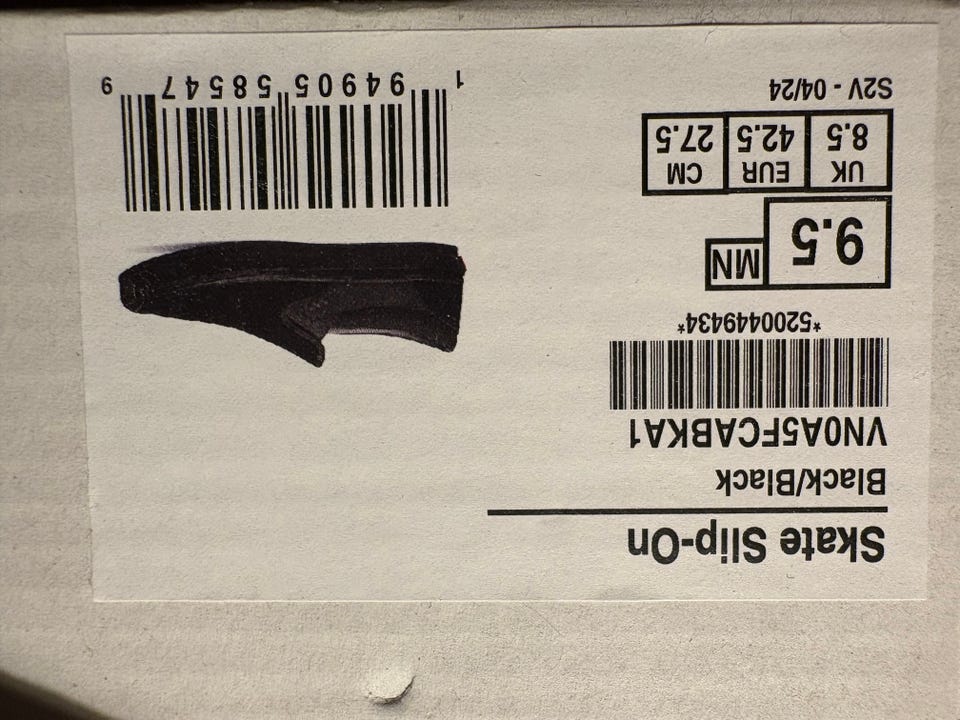 Skate Slip-On
Black/Black
VN0A5FCABKA1
*5200449434*
9.5 MN
UK EUR CM
8.5 42.5 27.5
S2V - 04/24
1 94905 58547 9